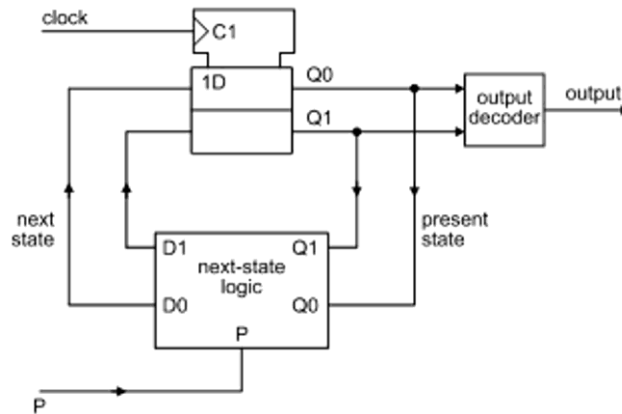 clock
C1
1D
Q0
Q1
output
decoder
output
next
state
present
state
D1
Q1
next-state
logic
D0
Q0
P
P